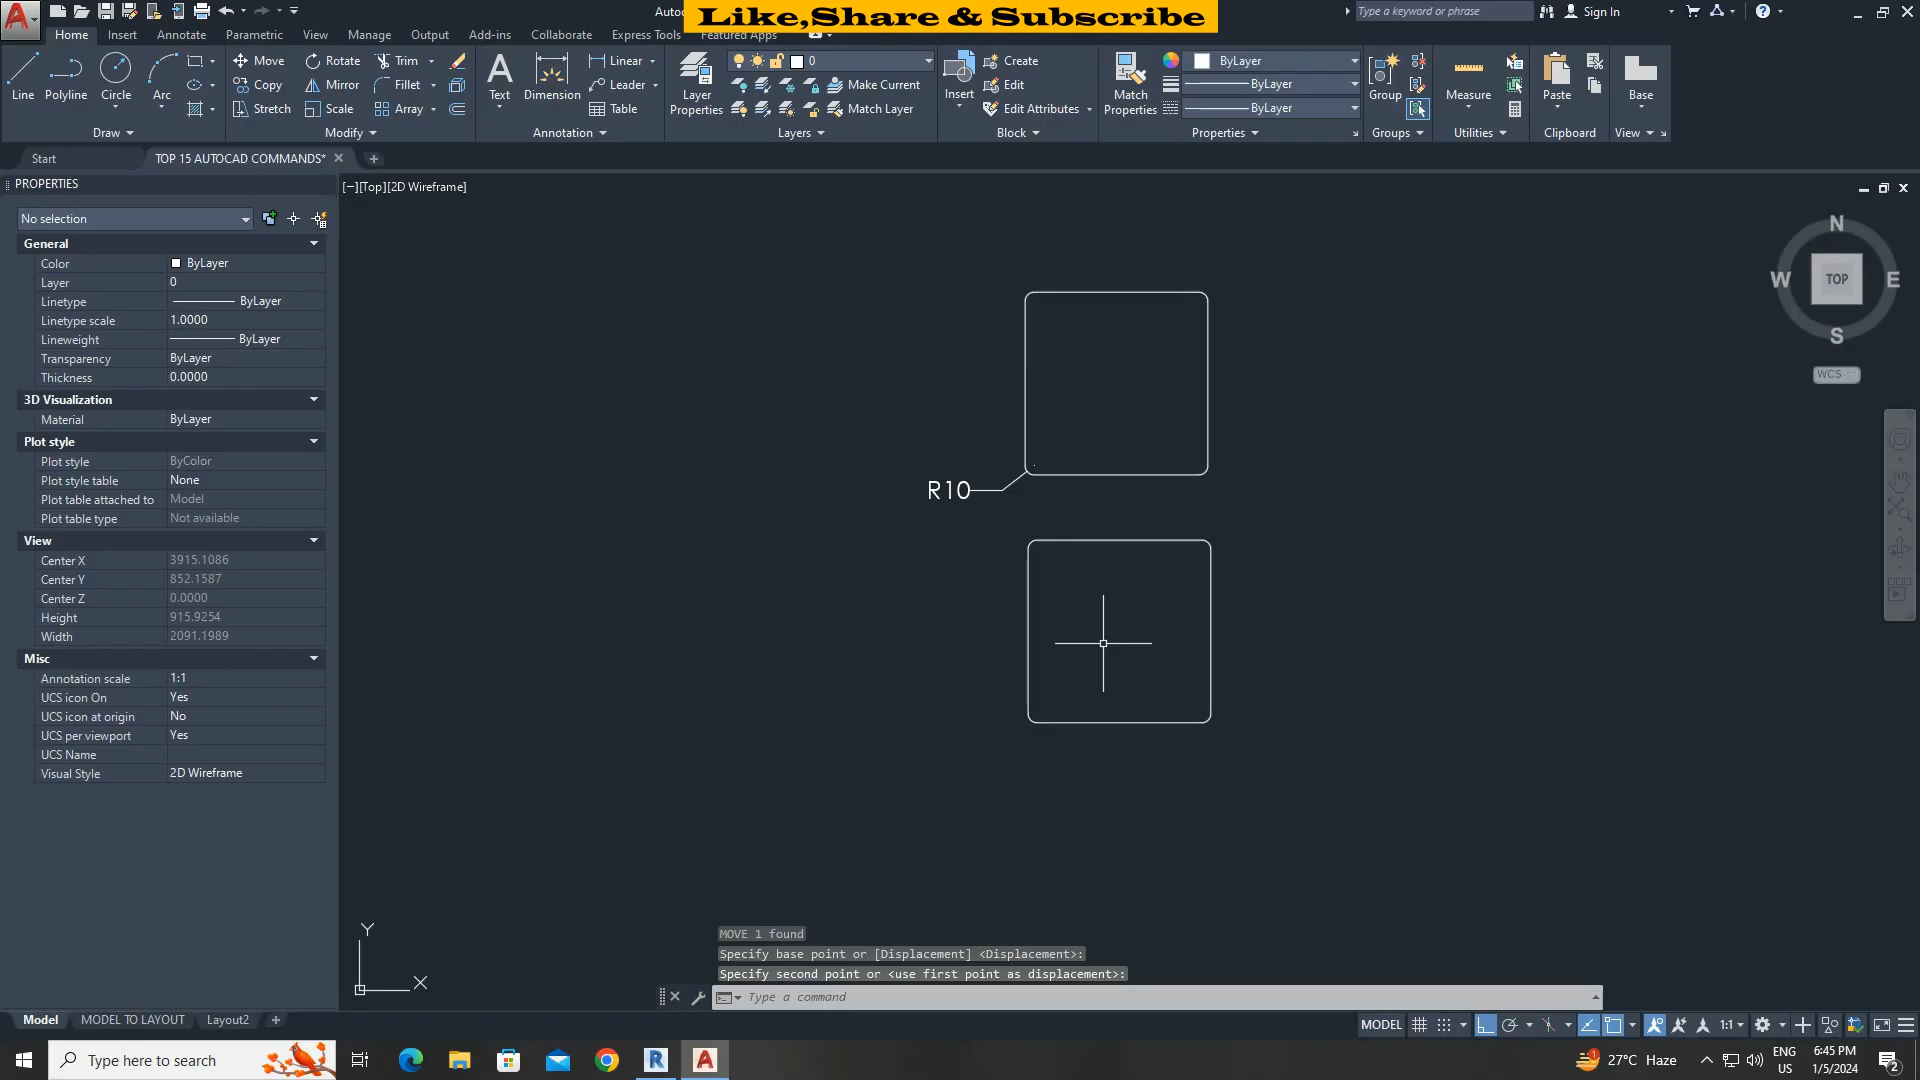 Autoc
Like,Share & Subscribe
Type a keyword or phrase
Sign In
Home Insert Annotate Parametric View Manage Output Add-ins Collaborate Express Tools Featured Apps
Line Polyline Circle Arc
Move Rotate Trim
Copy Mirror Fillet
Stretch Scale Array
Text Dimension
Linear
Leader
Table
Layer Properties
0
Make Current
Match Layer
Insert
Create
Edit
Edit Attributes
Match Properties
ByLayer
ByLayer
ByLayer
Group
Measure
Paste
Base
Draw Modify Annotation Layers Block Properties Groups Utilities Clipboard View
Start TOP 15 AUTOCAD COMMANDS*
PROPERTIES
[−][Top][2D Wireframe]
No selection
General
Color ByLayer
Layer 0
Linetype ByLayer
Linetype scale 1.0000
Lineweight ByLayer
Transparency ByLayer
Thickness 0.0000
3D Visualization
Material ByLayer
Plot style
Plot style ByColor
Plot style table None
Plot table attached to Model
Plot table type Not available
View
Center X 3915.1086
Center Y 852.1587
Center Z 0.0000
Height 915.9254
Width 2091.1989
Misc
Annotation scale 1:1
UCS icon On Yes
UCS icon at origin No
UCS per viewport Yes
UCS Name
Visual Style 2D Wireframe
N
W TOP E
S
WCS
R10
Y
X
MOVE 1 found
Specify base point or [Displacement] <Displacement>:
Specify second point or <use first point as displacement>:
Type a command
Model MODEL TO LAYOUT Layout2
MODEL 1:1
Type here to search
27°C Haze
ENG
US
6:45 PM
1/5/2024
2